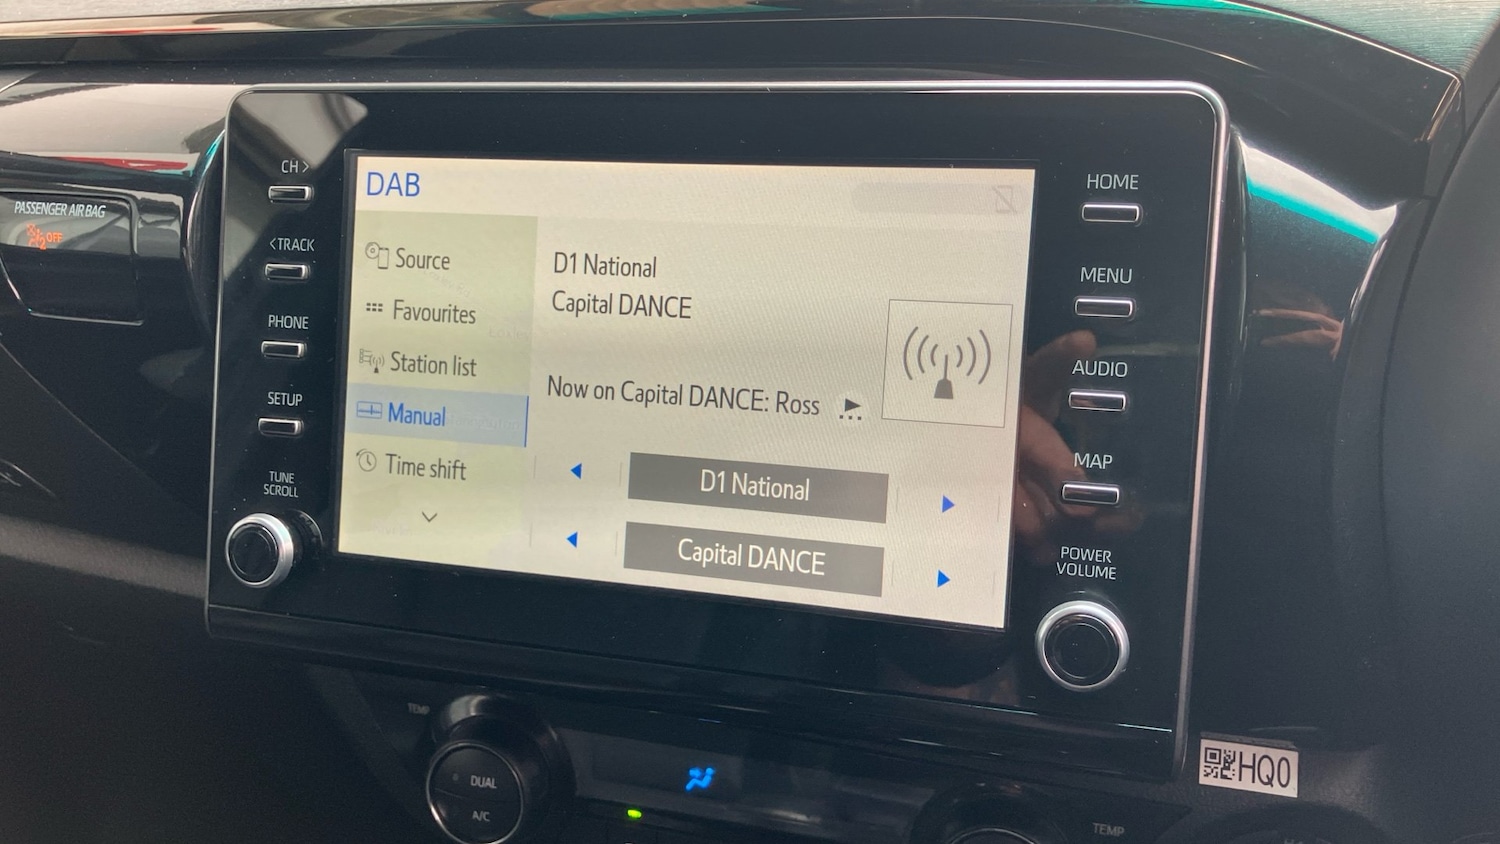 PASSENGER AIR BAG
OFF
CH >
< TRACK
PHONE
SETUP
TUNE
SCROLL
DAB
Source
Favourites
Station list
Manual
Time shift
D1 National
Capital DANCE
Now on Capital DANCE: Ross
D1 National
Capital DANCE
HOME
MENU
AUDIO
MAP
POWER
VOLUME
TEMP
DUAL
A/C
HQ0
TEMP